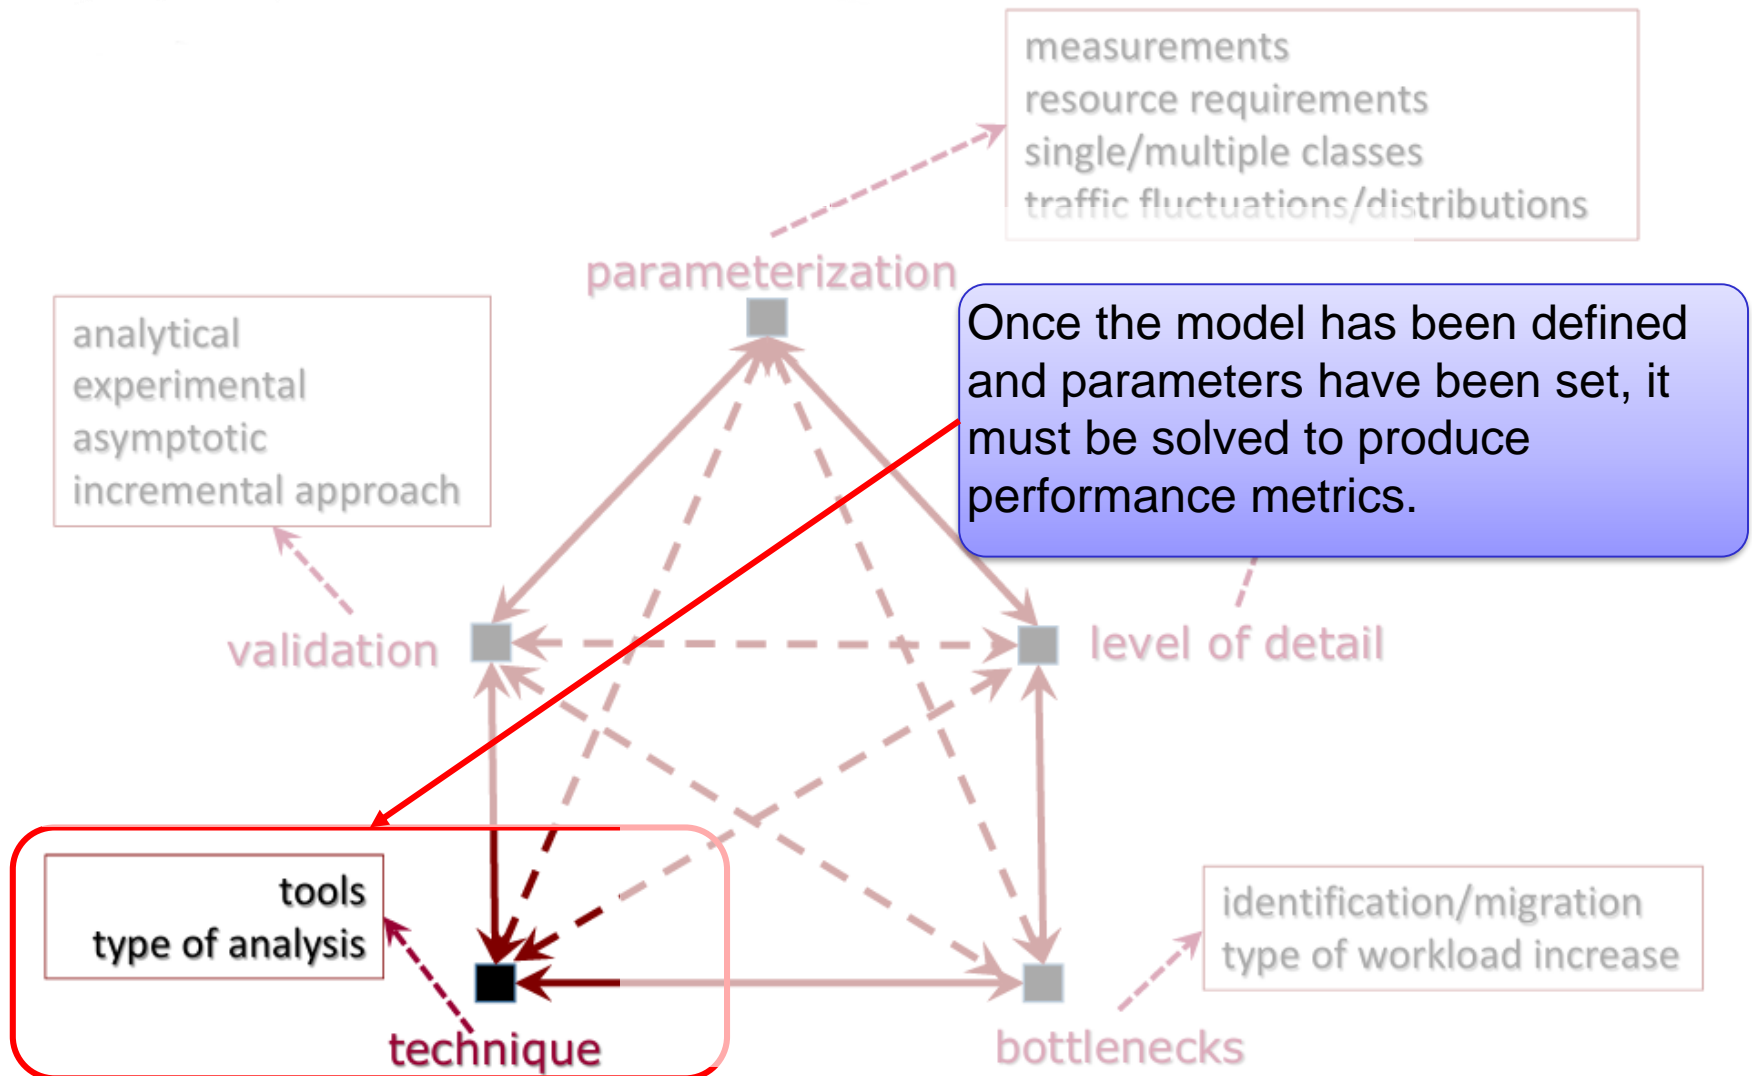 measurements
resource requirements
single/multiple classes
traffic fluctuations/distributions
parameterization
analytical
experimental
asymptotic
incremental approach
Once the model has been defined
and parameters have been set, it
must be solved to produce
performance metrics.
validation
level of detail
tools
type of analysis
technique
identification/migration
type of workload increase
bottlenecks